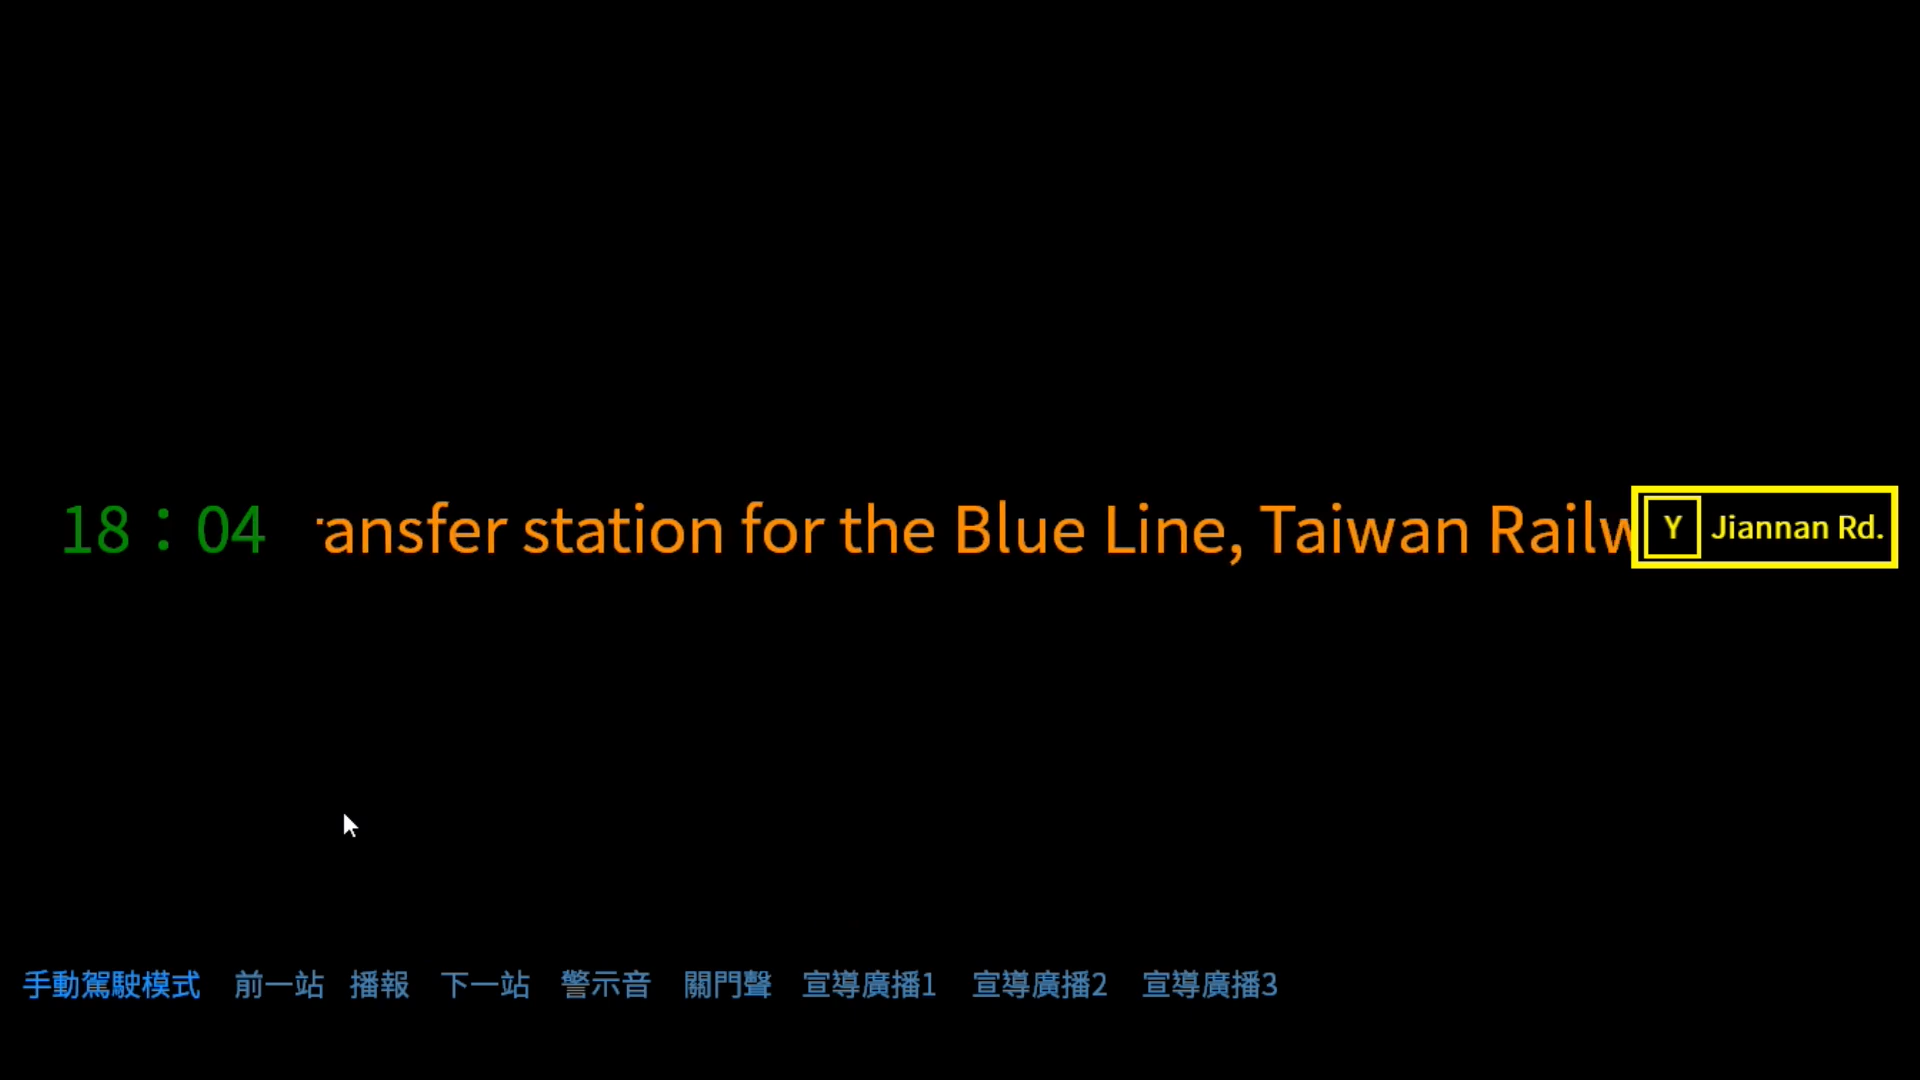 18：04 ansfer station for the Blue Line, Taiwan Railw Y Jiannan Rd.
手動駕駛模式 前一站 播報 下一站 警示音 關門聲 宣導廣播1 宣導廣播2 宣導廣播3